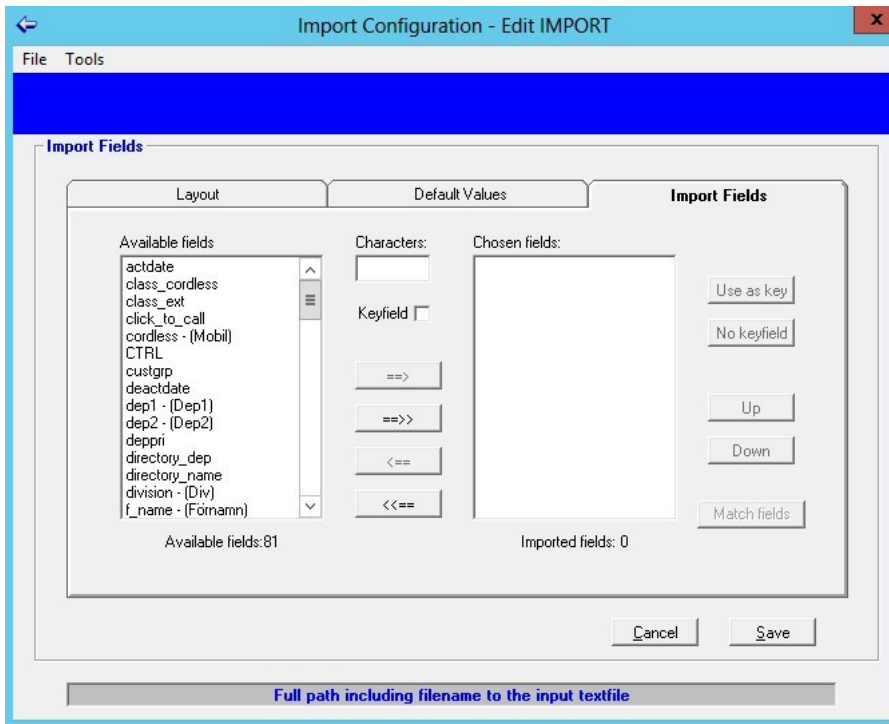 Import Configuration - Edit IMPORT
x
File Tools
Import Fields
Layout
Default Values
Import Fields
Available fields
Characters:
Chosen fields:
actdate
class_cordless
class_ext
click_to_call
cordless - (Mobil)
CTRL
custgrp
deactdate
dep1 - (Dep1)
dep2 - (Dep2)
deppri
directory_dep
directory_name
division - (Div)
f_name - (Förnamn)
Keyfield
==>
==>>
<==
<<==
Use as key
No keyfield
Up
Down
Match fields
Available fields:81
Imported fields: 0
Cancel
Save
Full path including filename to the input textfile